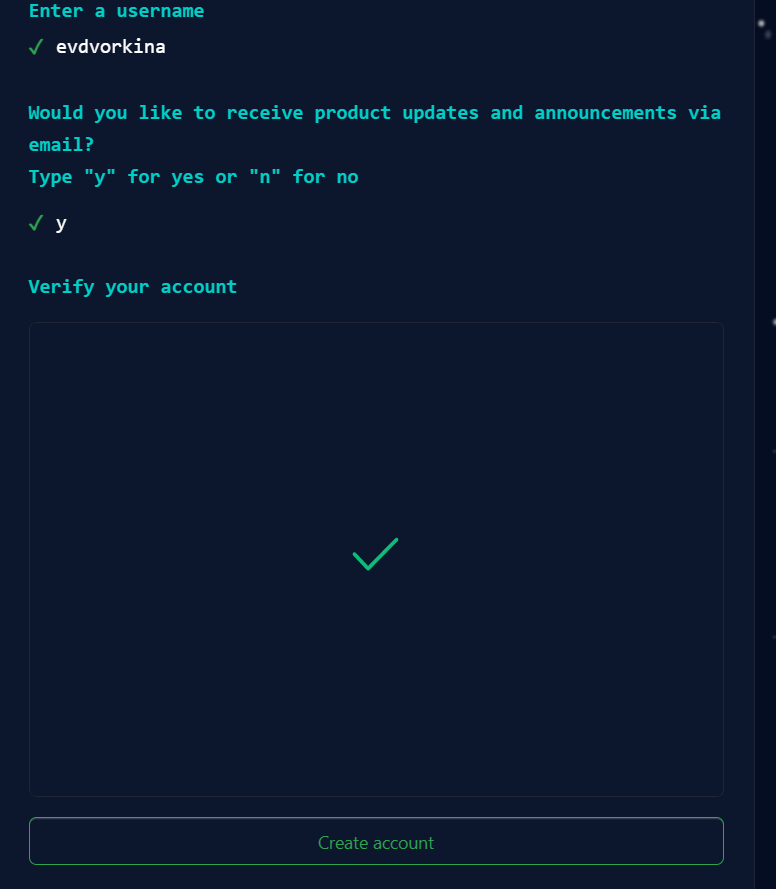 Enter a username
✓ evdvorkina
Would you like to receive product updates and announcements via
email?
Type "y" for yes or "n" for no
✓ y
Verify your account
Create account